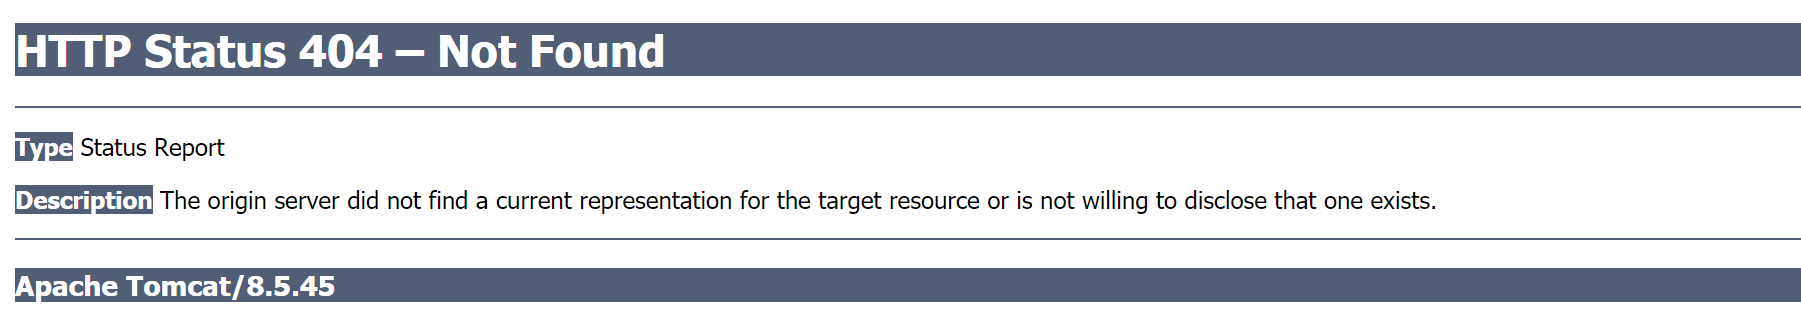 HTTP Status 404 – Not Found
Type Status Report
Description The origin server did not find a current representation for the target resource or is not willing to disclose that one exists.
Apache Tomcat/8.5.45